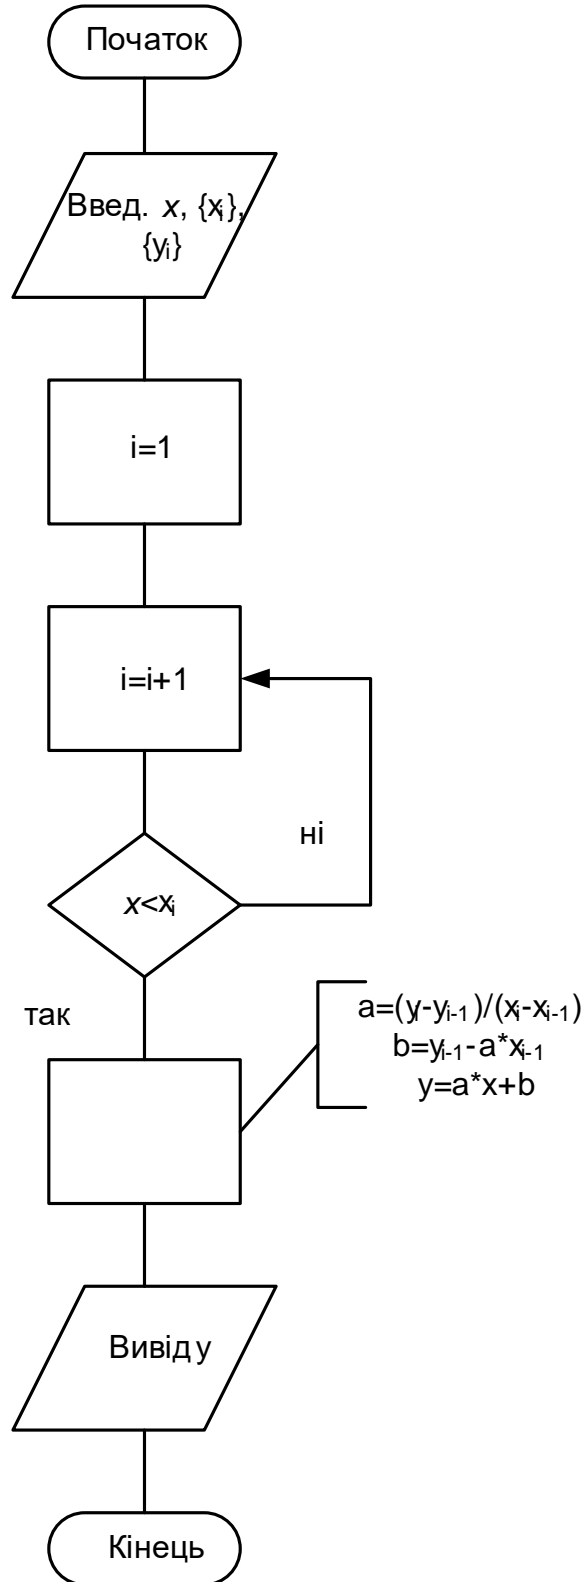 Початок
Введ. x, {xi},
{yi}
i=1
i=i+1
ні
x<xi
так
a=(yi-yi-1)/(xi-xi-1)
b=yi-1-a*xi-1
y=a*x+b
Вивід y
Кінець